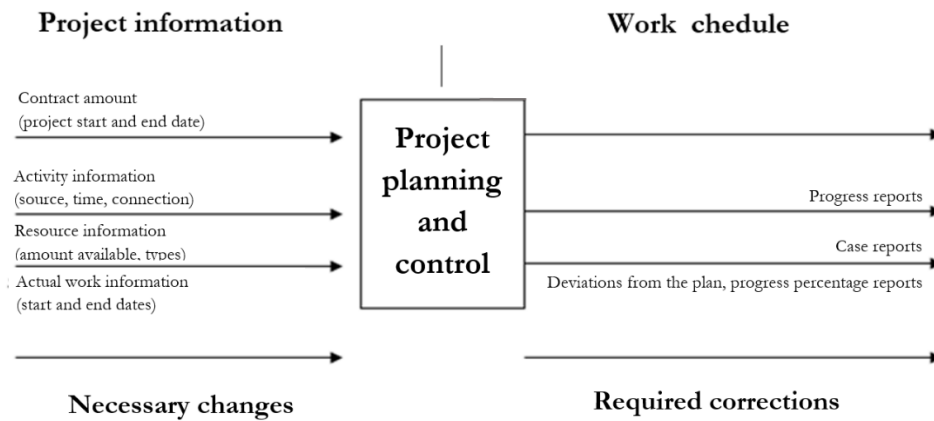 Project information
Work chedule
Contract amount
(project start and end date)
Activity information
(source, time, connection)
Resource information
(amount available, types)
Actual work information
(start and end dates)
Project
planning
and
control
Progress reports
Case reports
Deviations from the plan, progress percentage reports
Necessary changes
Required corrections